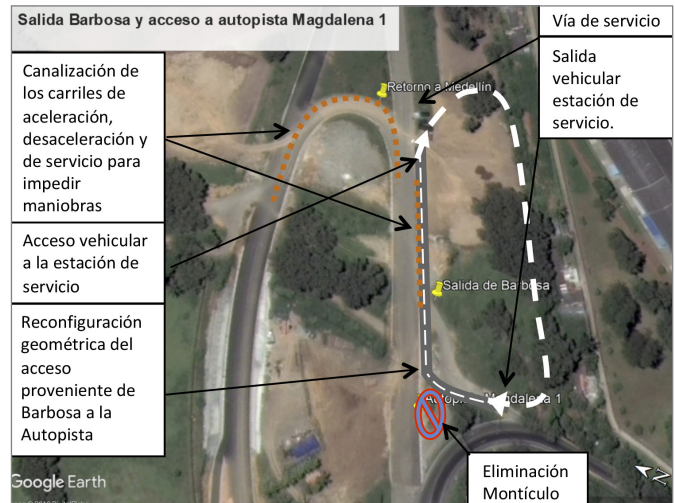 Salida Barbosa y acceso a autopista Magdalena 1
Canalización de
los carriles de
aceleración,
desaceleración y
de servicio para
impedir
maniobras
Acceso vehicular
a la estación de
servicio
Reconfiguración
geométrica del
acceso
proveniente de
Barbosa a la
Autopista
Vía de servicio
Salida
vehicular
estación de
servicio.
Retorno a Medellín
Salida de Barbosa
Autopista Magdalena 1
Eliminación
Montículo
Google Earth
N